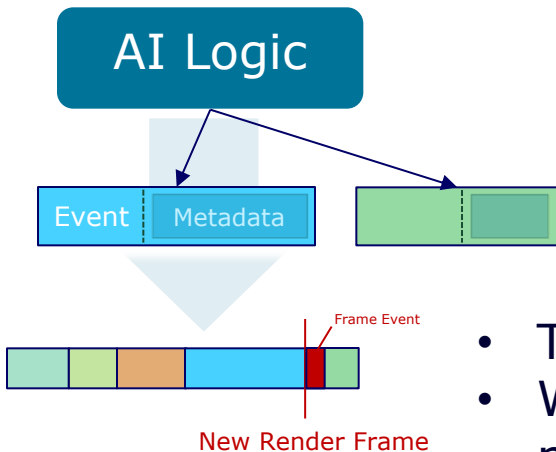 AI Logic
Event
Metadata
Frame Event
• T
• W
New Render Frame